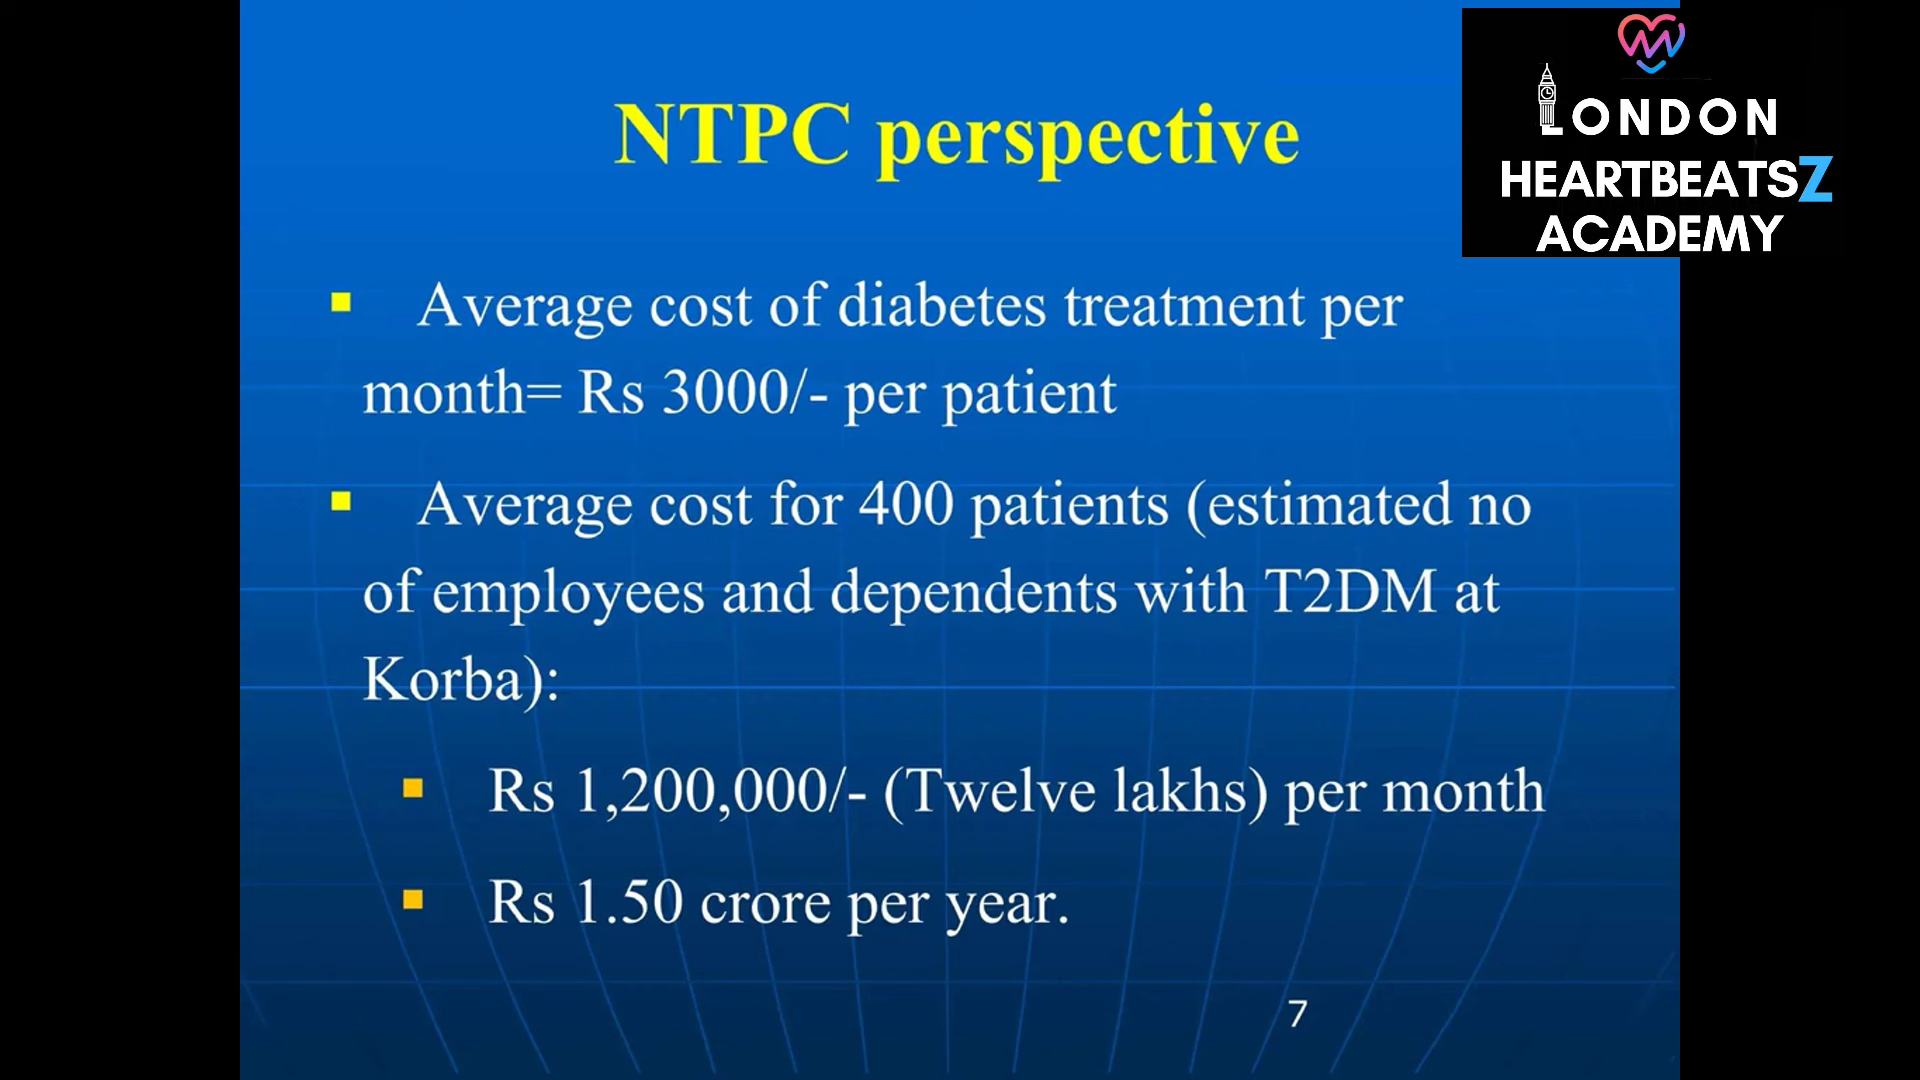 NTPC perspective
LONDON
HEARTBEATSZ
ACADEMY
Average cost of diabetes treatment per
month= Rs 3000/- per patient
Average cost for 400 patients (estimated no
of employees and dependents with T2DM at
Korba):
Rs 1,200,000/- (Twelve lakhs) per month
Rs 1.50 crore per year.
7